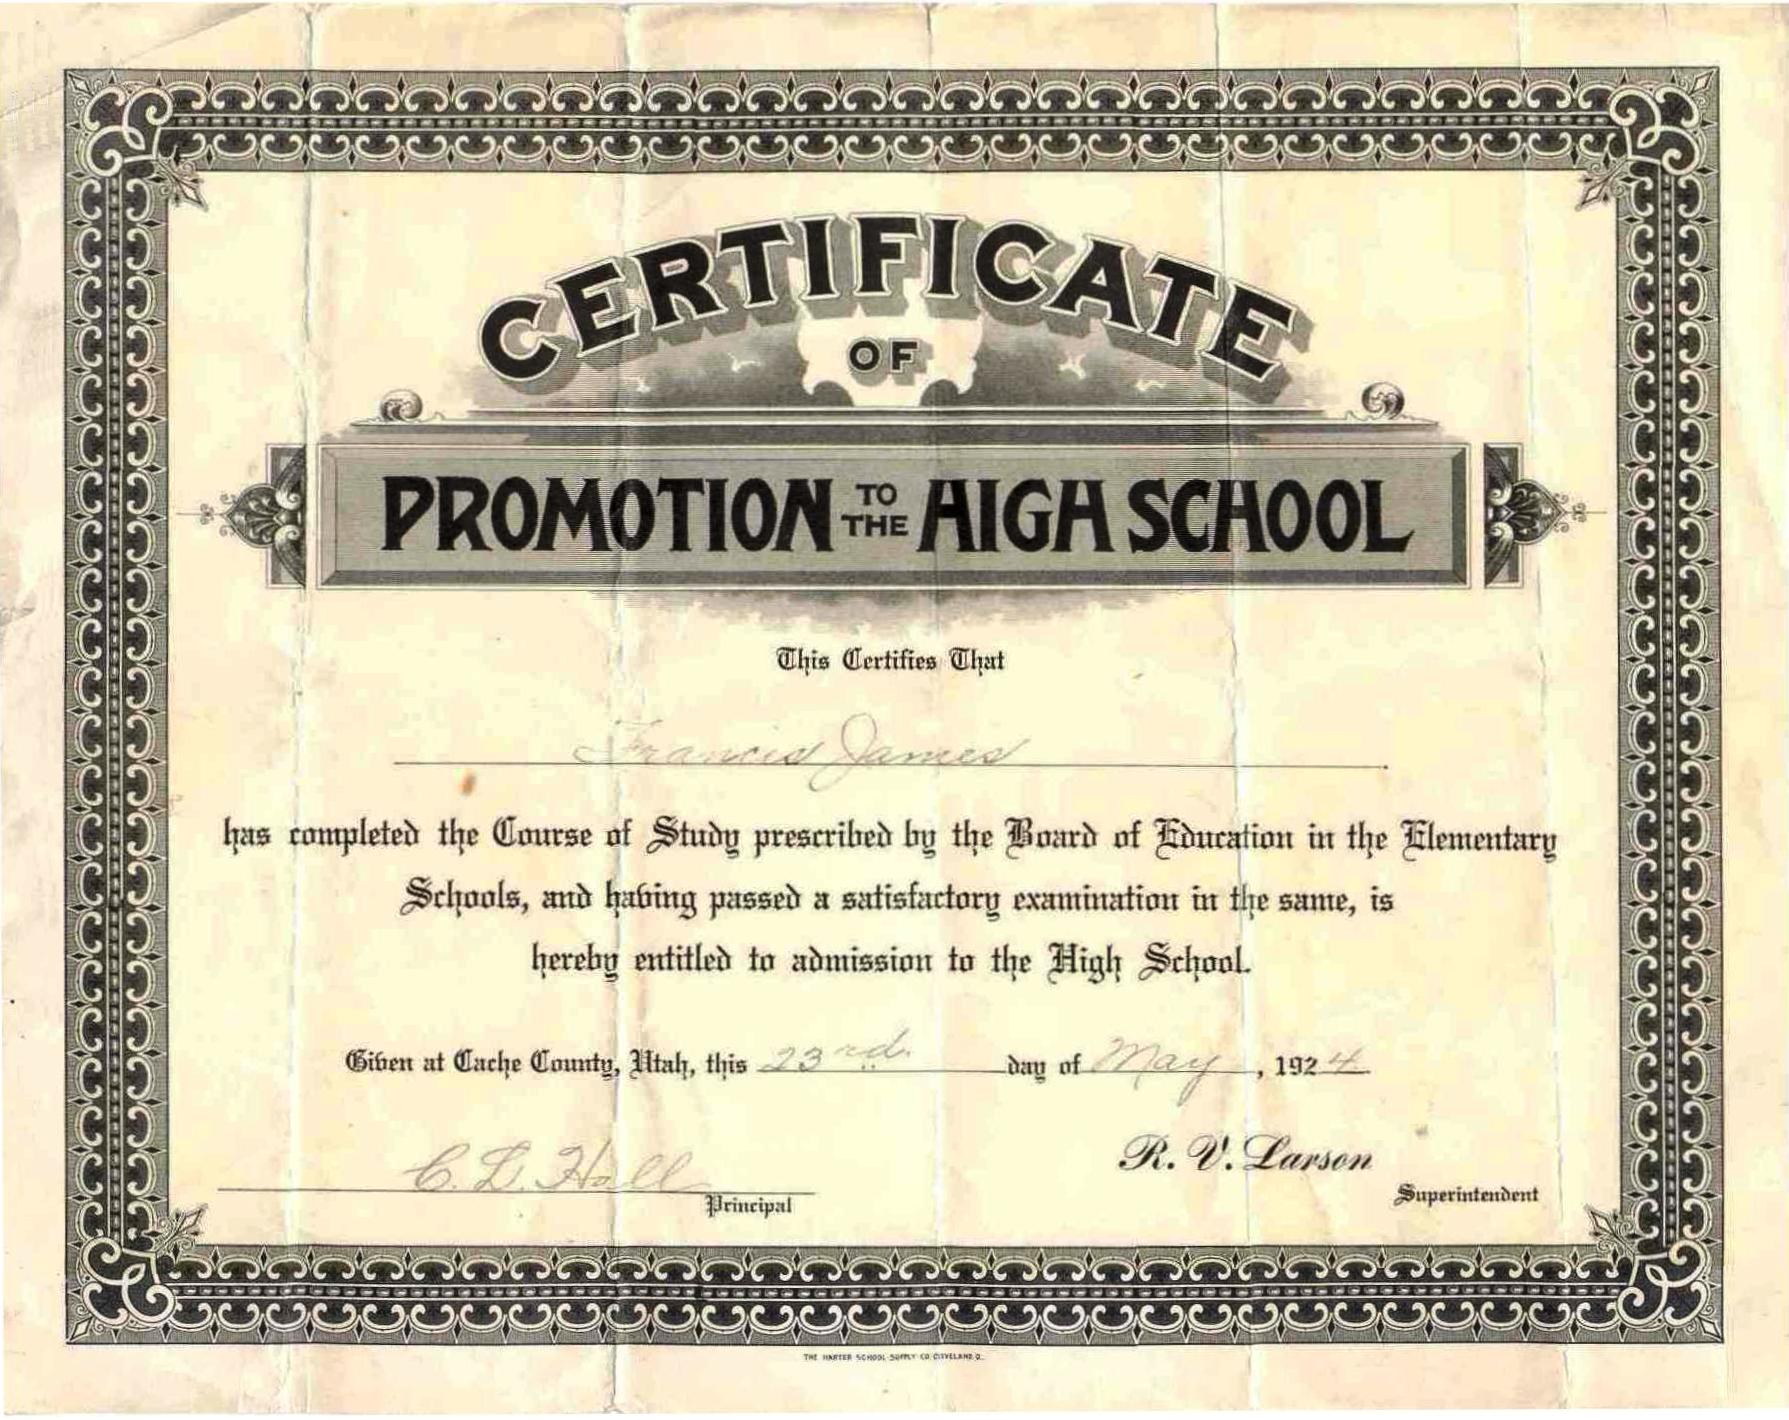 CERTIFICATE
OF
PROMOTION TO THE HIGH SCHOOL
This Certifies That
Francis James
has completed the Course of Study prescribed by the Board of Education in the Elementary
Schools, and having passed a satisfactory examination in the same, is
hereby entitled to admission to the High School.
Given at Cache County, Utah, this 23rd. day of May, 1924
C. L. Hall
Principal
R. V. Larson
Superintendent
THE HARTER SCHOOL SUPPLY CO. CLEVELAND, O.